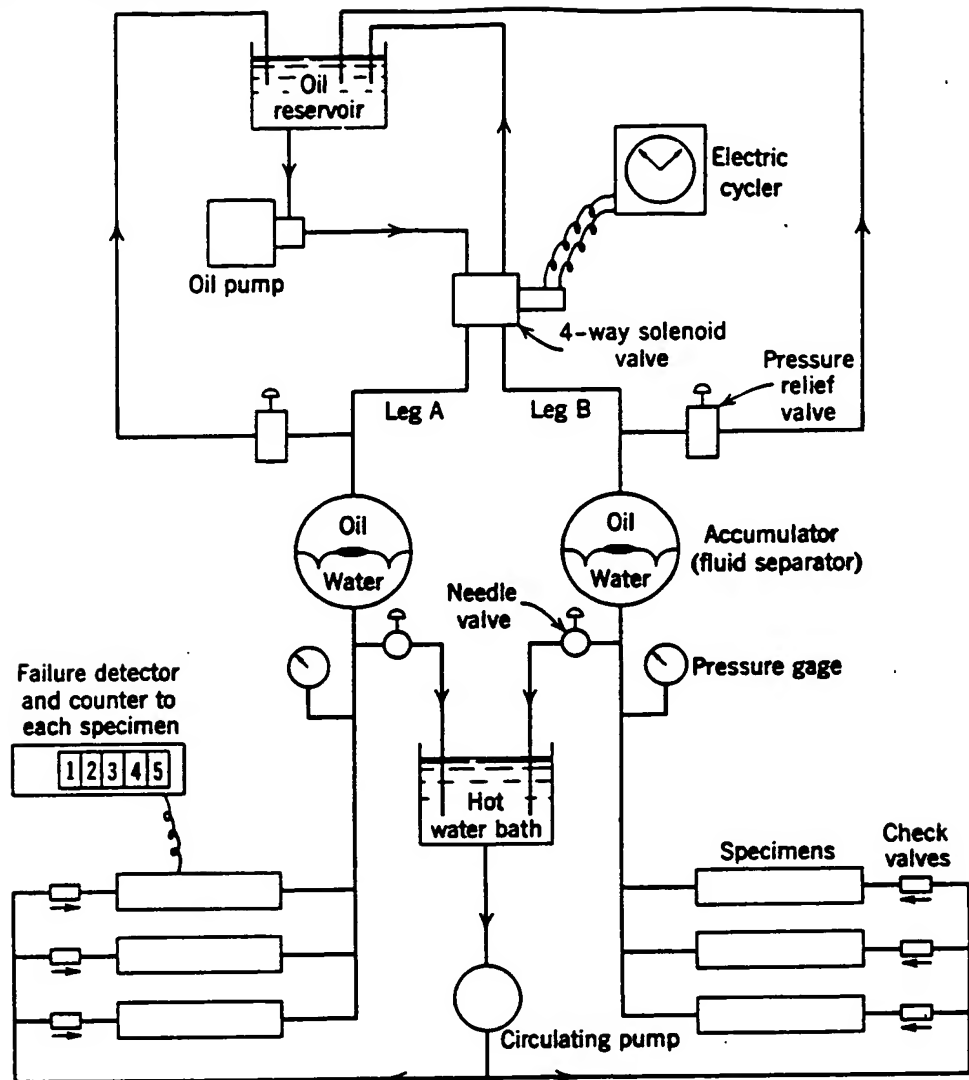 Oil
reservoir
Electric
cycler
Oil pump
4-way solenoid
valve
Pressure
relief
valve
Leg A
Leg B
Oil
Water
Oil
Water
Accumulator
(fluid separator)
Needle
valve
Pressure gage
Failure detector
and counter to
each specimen
1 2 3 4 5
Hot
water bath
Specimens
Check
valves
Circulating pump